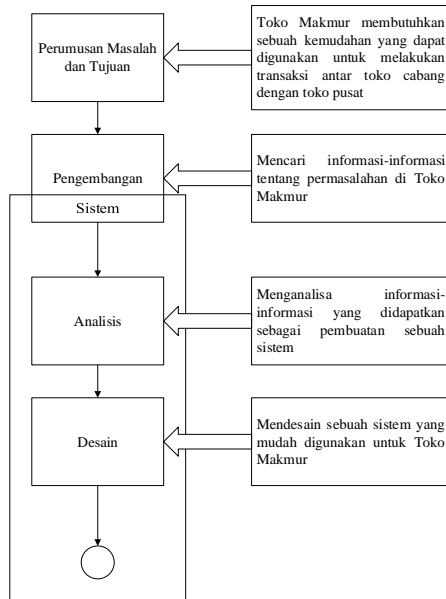 Perumusan Masalah
dan Tujuan
Toko Makmur membutuhkan
sebuah kemudahan yang dapat
digunakan untuk melakukan
transaksi antar toko cabang
dengan toko pusat
Pengembangan
Sistem
Mencari informasi-informasi
tentang permasalahan di Toko
Makmur
Analisis
Menganalisa informasi-
informasi yang didapatkan
sebagai pembuatan sebuah
sistem
Desain
Mendesain sebuah sistem yang
mudah digunakan untuk Toko
Makmur